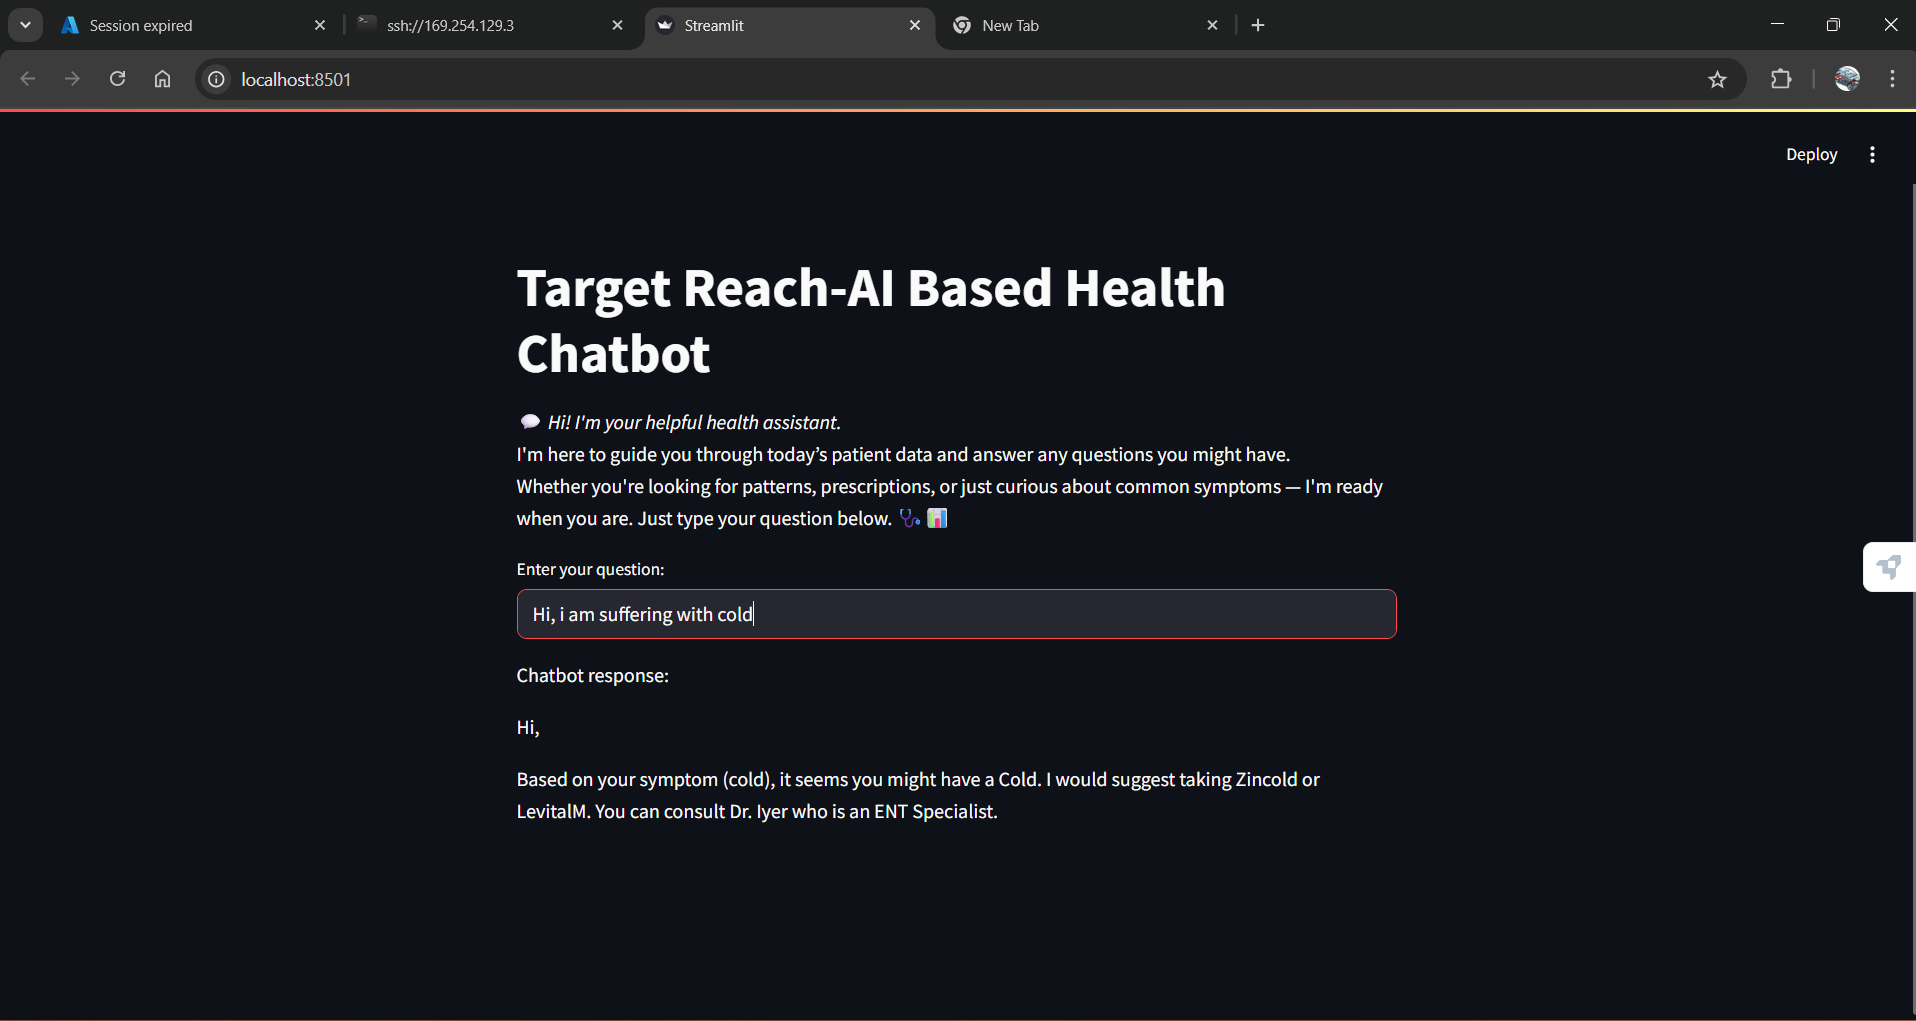 Session expired
ssh://169.254.129.3
Streamlit
New Tab
localhost:8501
Deploy
Target Reach-AI Based Health
Chatbot
💬 Hi! I'm your helpful health assistant.
I'm here to guide you through today’s patient data and answer any questions you might have.
Whether you're looking for patterns, prescriptions, or just curious about common symptoms — I'm ready
when you are. Just type your question below. 🩺 📊
Enter your question:
Hi, i am suffering with cold
Chatbot response:
Hi,
Based on your symptom (cold), it seems you might have a Cold. I would suggest taking Zincold or
LevitalM. You can consult Dr. Iyer who is an ENT Specialist.